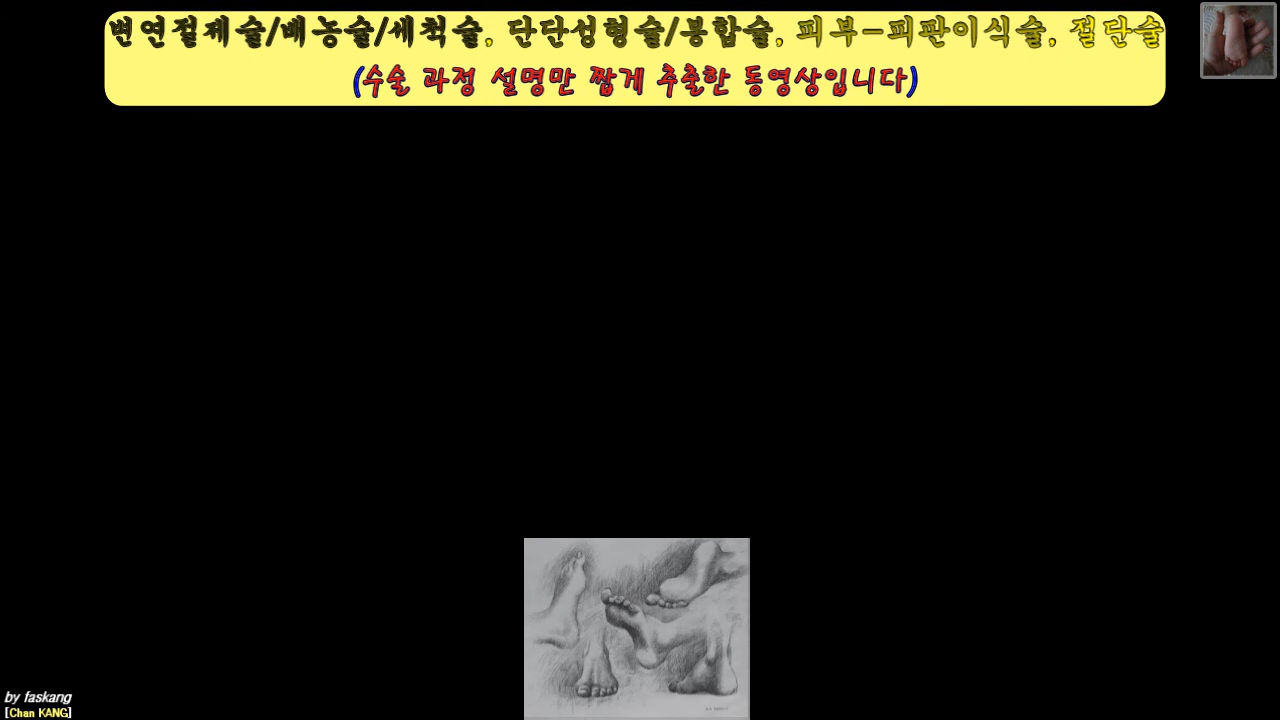 변연절제술/배농술/세척술, 단단성형술/봉합술, 피부-피판이식술, 절단술
(수술 과정 설명만 짧게 추출한 동영상입니다)
by faskang
[Chan KANG]